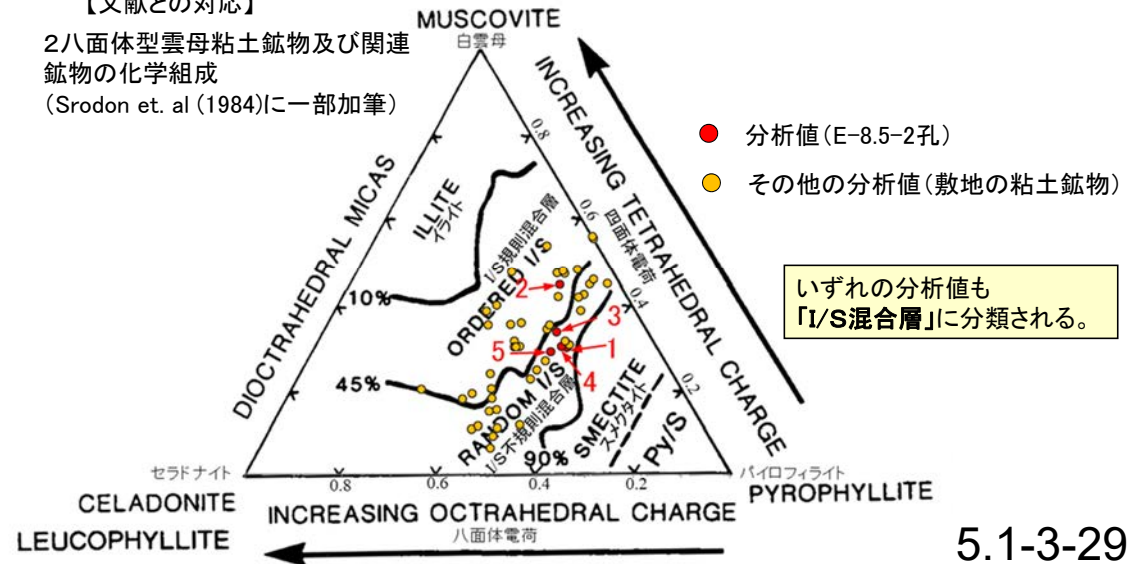 【文献との対応】
2八面体型雲母粘土鉱物及び関連
鉱物の化学組成
(Srodon et. al (1984)に一部加筆)
MUSCOVITE
白雲母
INCREASING TETRAHEDRAL CHARGE
四面体電荷
0.8
0.6
0.4
0.2
分析値(E-8.5-2孔)
その他の分析値(敷地の粘土鉱物)
いずれの分析値も
「I/S混合層」に分類される。
DIOCTRAHEDRAL MICAS
ILLITE
イライト
10%
ORDERED I/S
I/S規則混合層
2
3
5
1
4
45%
RANDOM I/S
I/S不規則混合層
90%
SMECTITE
スメクタイト
Py/S
セラドナイト
CELADONITE
LEUCOPHYLLITE
0.8
0.6
0.4
0.2
パイロフィライト
PYROPHYLLITE
INCREASING OCTRAHEDRAL CHARGE
八面体電荷
5.1-3-29